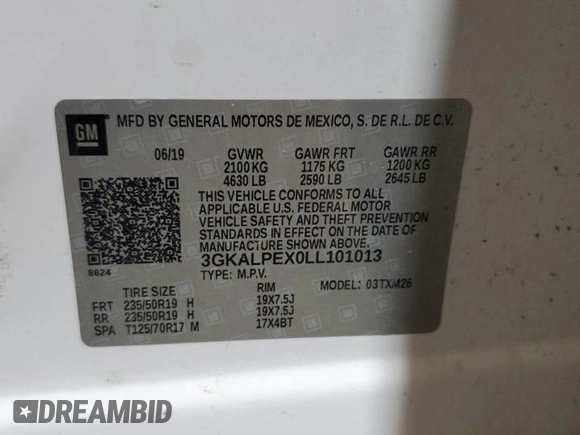 GM MFD BY GENERAL MOTORS DE MEXICO, S. DE R.L. DE C.V.
06/19 GVWR GAWR FRT GAWR RR
2100 KG 1175 KG 1200 KG
4630 LB 2590 LB 2645 LB
THIS VEHICLE CONFORMS TO ALL
APPLICABLE U.S. FEDERAL MOTOR
VEHICLE SAFETY AND THEFT PREVENTION
STANDARDS IN EFFECT ON THE DATE OF
MANUFACTURE SHOWN ABOVE.
3GKALPEX0LL101013
8624 TYPE: M.P.V. MODEL: 03TXM26
TIRE SIZE RIM
FRT 235/50R19 H 19X7.5J
RR 235/50R19 H 19X7.5J
SPA T125/70R17 M 17X4BT
DREAMBID